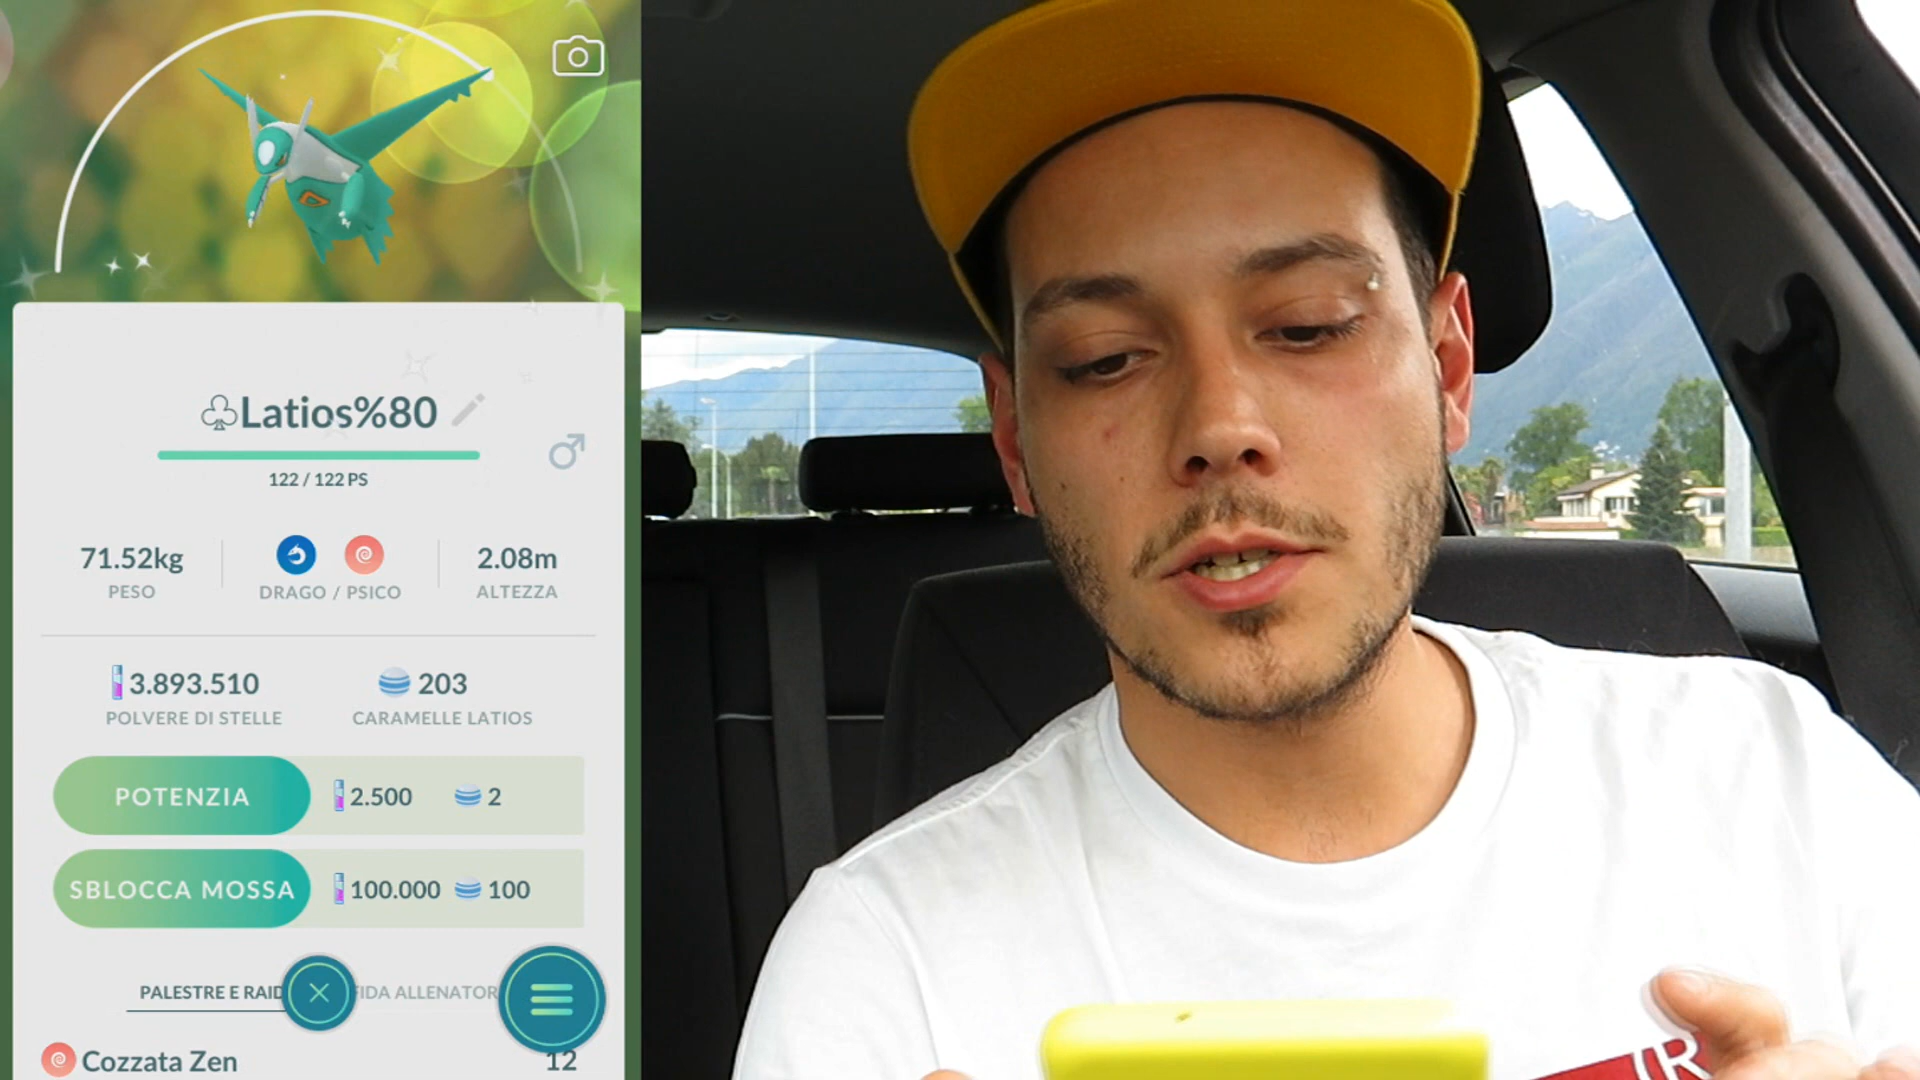 ♧Latios%80
122 / 122 PS
71.52kg
PESO
DRAGO / PSICO
2.08m
ALTEZZA
3.893.510
POLVERE DI STELLE
203
CARAMELLE LATIOS
POTENZIA
2.500
2
SBLOCCA MOSSA
100.000
100
PALESTRE E RAID
FIDA ALLENATOR
Cozzata Zen
12
R